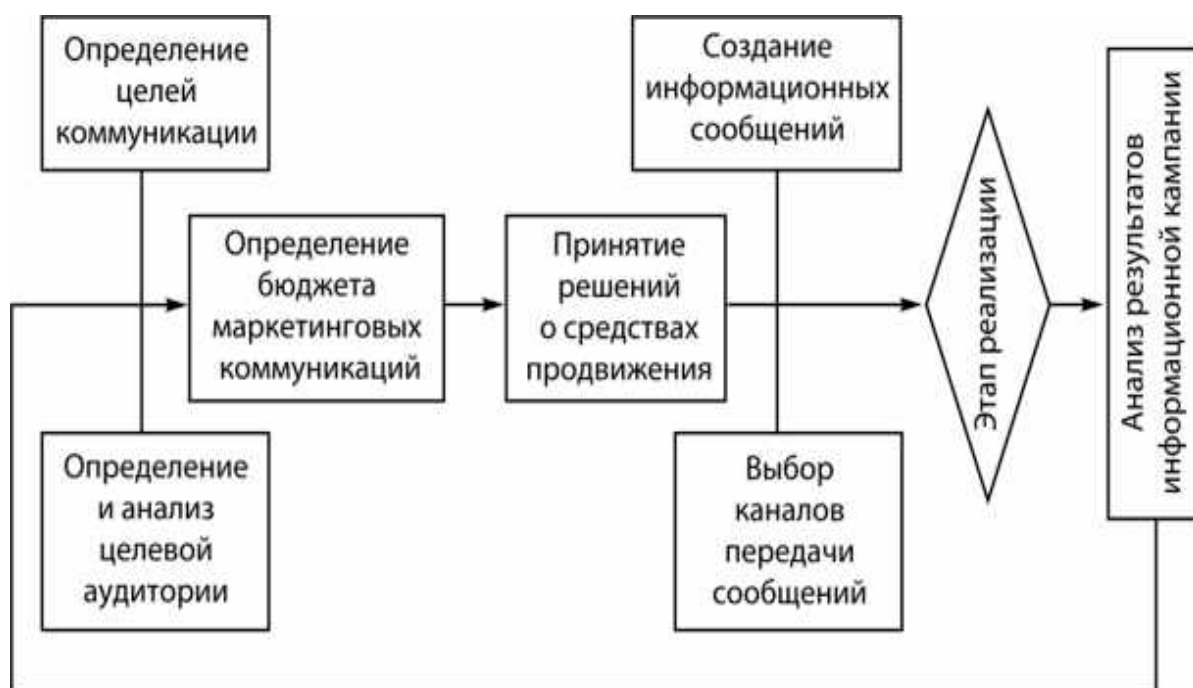 Определение
целей
коммуникации
Определение
и анализ
целевой
аудитории
Определение
бюджета
маркетинговых
коммуникаций
Принятие
решений
о средствах
продвижения
Создание
информационных
сообщений
Выбор
каналов
передачи
сообщений
Этап реализации
Анализ результатов
информационной кампании